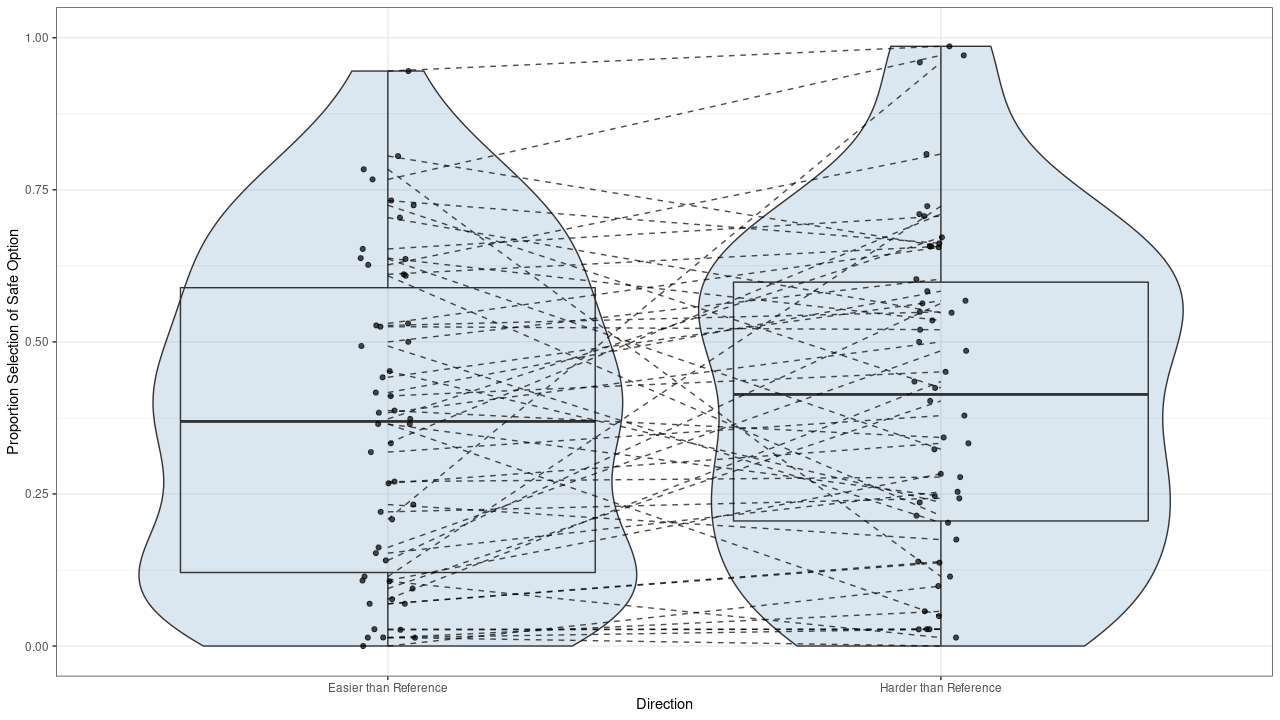 Proportion Selection of Safe Option
1.00
0.75
0.50
0.25
0.00
Easier than Reference
Harder than Reference
Direction